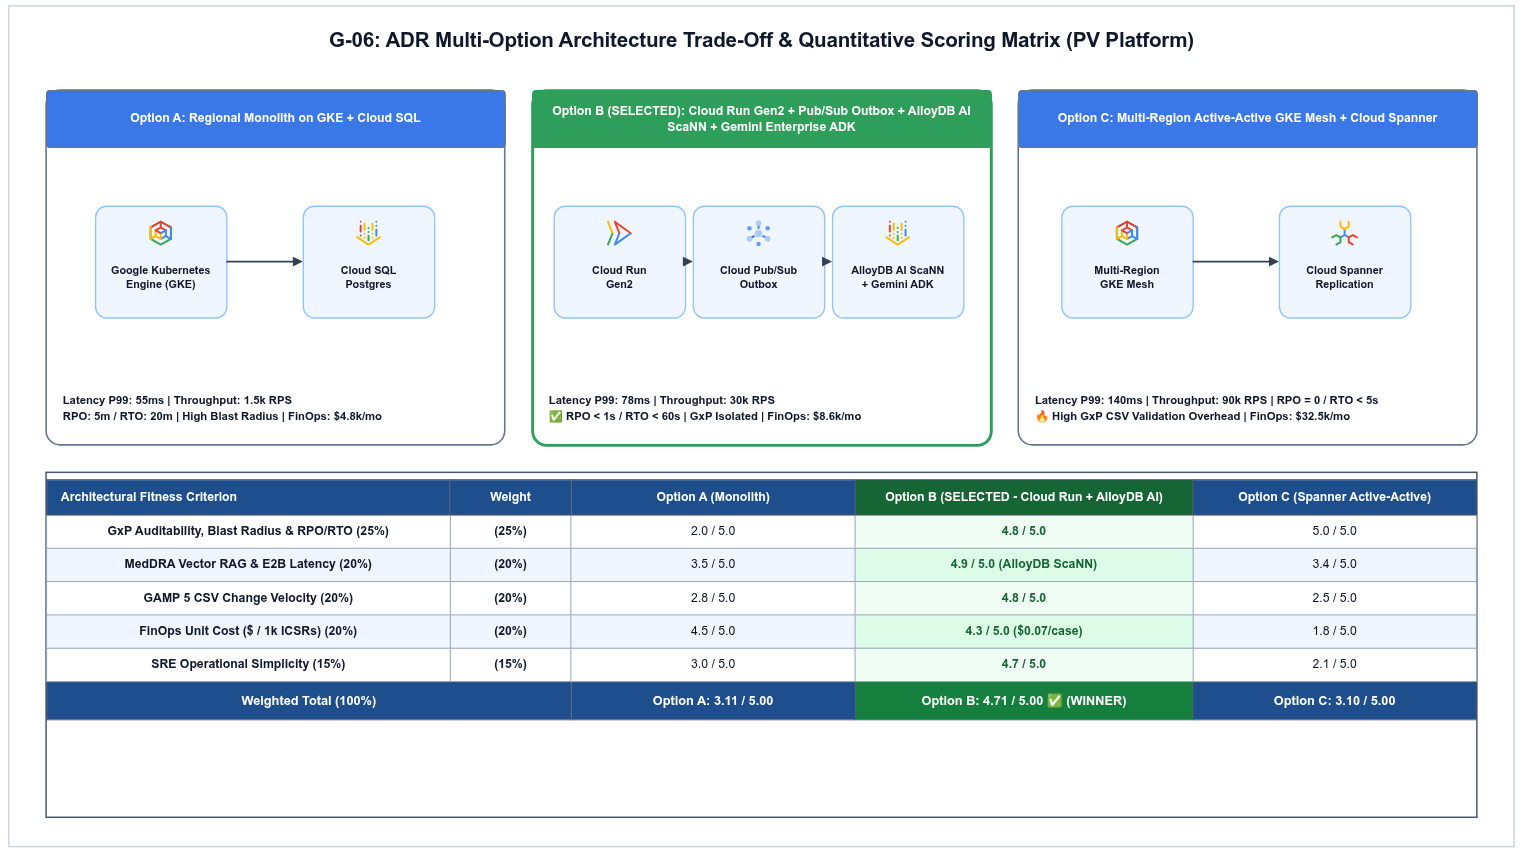 G-06: ADR Multi-Option Architecture Trade-Off & Quantitative Scoring Matrix (PV Platform)
Option A: Regional Monolith on GKE + Cloud SQL
Google Kubernetes
Engine (GKE)
Cloud SQL
Postgres
Latency P99: 55ms | Throughput: 1.5k RPS
RPO: 5m / RTO: 20m | High Blast Radius | FinOps: $4.8k/mo
Option B (SELECTED): Cloud Run Gen2 + Pub/Sub Outbox + AlloyDB AI
ScaNN + Gemini Enterprise ADK
Cloud Run
Gen2
Cloud Pub/Sub
Outbox
AlloyDB AI ScaNN
+ Gemini ADK
Latency P99: 78ms | Throughput: 30k RPS
✅ RPO < 1s / RTO < 60s | GxP Isolated | FinOps: $8.6k/mo
Option C: Multi-Region Active-Active GKE Mesh + Cloud Spanner
Multi-Region
GKE Mesh
Cloud Spanner
Replication
Latency P99: 140ms | Throughput: 90k RPS | RPO = 0 / RTO < 5s
🔥 High GxP CSV Validation Overhead | FinOps: $32.5k/mo
Architectural Fitness Criterion Weight Option A (Monolith) Option B (SELECTED - Cloud Run + AlloyDB AI) Option C (Spanner Active-Active)
GxP Auditability, Blast Radius & RPO/RTO (25%) (25%) 2.0 / 5.0 4.8 / 5.0 5.0 / 5.0
MedDRA Vector RAG & E2B Latency (20%) (20%) 3.5 / 5.0 4.9 / 5.0 (AlloyDB ScaNN) 3.4 / 5.0
GAMP 5 CSV Change Velocity (20%) (20%) 2.8 / 5.0 4.8 / 5.0 2.5 / 5.0
FinOps Unit Cost ($ / 1k ICSRs) (20%) (20%) 4.5 / 5.0 4.3 / 5.0 ($0.07/case) 1.8 / 5.0
SRE Operational Simplicity (15%) (15%) 3.0 / 5.0 4.7 / 5.0 2.1 / 5.0
Weighted Total (100%) Option A: 3.11 / 5.00 Option B: 4.71 / 5.00 ✅ (WINNER) Option C: 3.10 / 5.00